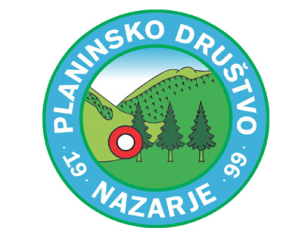 PLANINSKO DRUŠTVO
· 19 · NAZARJE · 99 ·